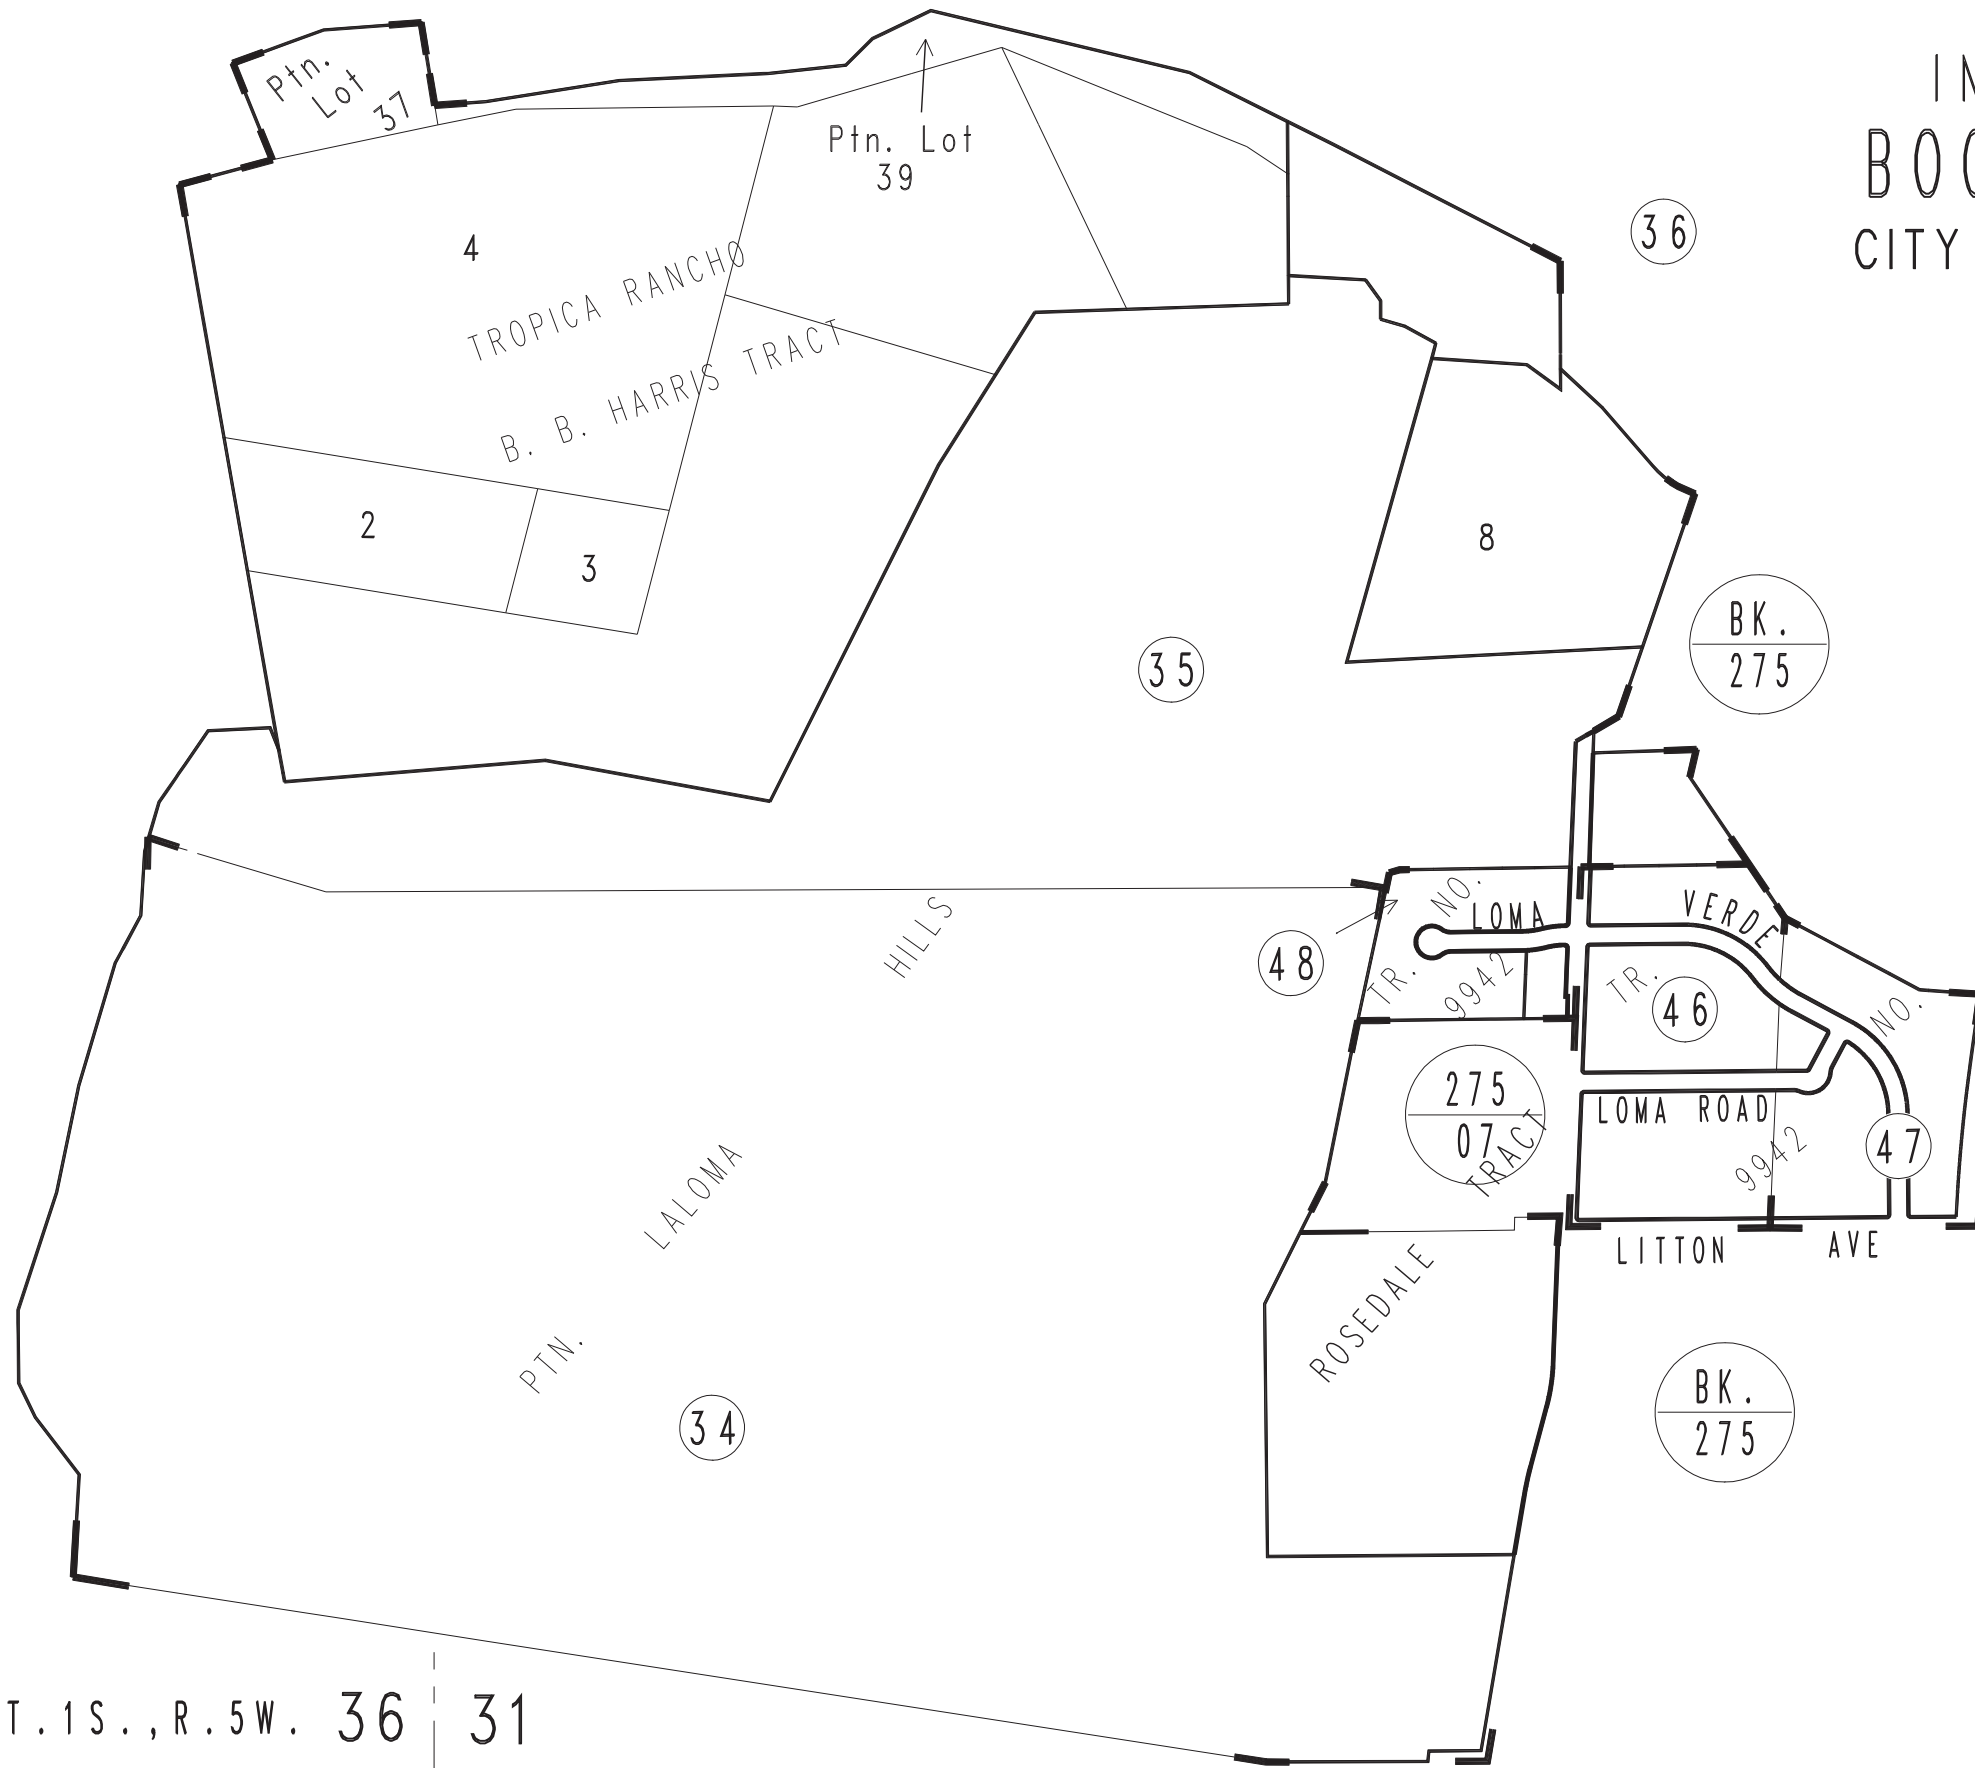 Ptn.
Lot
37
Ptn. Lot
39
36
CITY
4
TROPICA RANCHO
B. B. HARRIS TRACT
2
3
8
35
BK.
275
HILLS
48
TR. NO.
9942
LOMA
VERDE
TR. NO.
9942
46
47
LOMA ROAD
275
07
LITTON AVE
LALOMA
PTN.
34
ROSEDALE TRACT
BK.
275
T.1S.,R.5W. 36 31